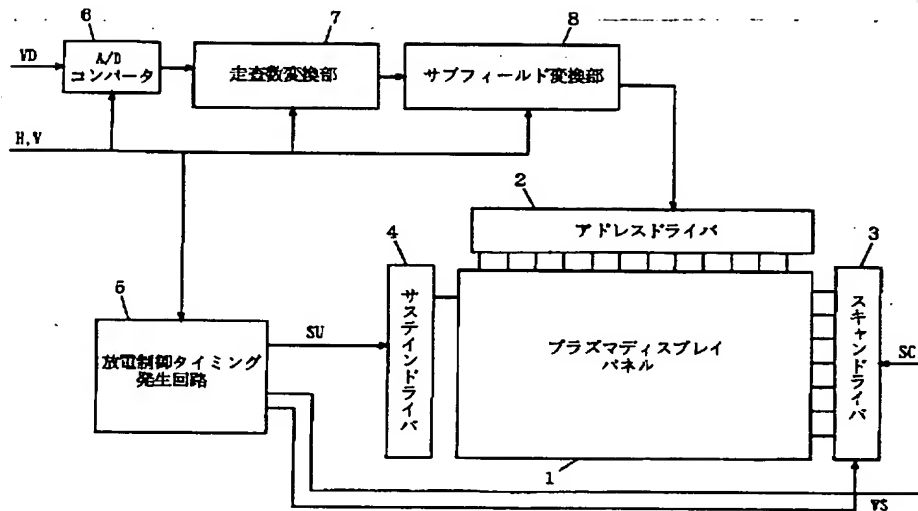 6
7
8
VD
A/D
コンバータ
走査数変換部
サブフィールド変換部
H,V
2
アドレスドライバ
4
3
5
サステインドライバ
スキャンドライバ
放電制御タイミング
発生回路
SU
プラズマディスプレイ
パネル
SC
1
WS